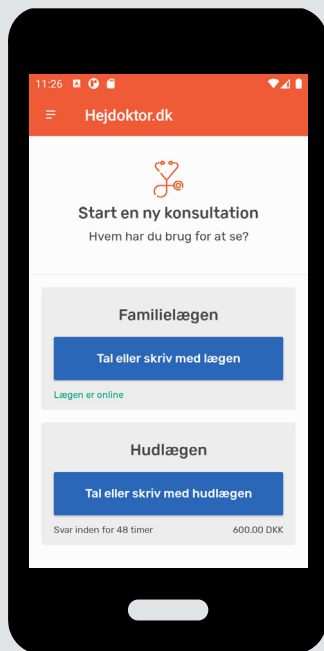 11:26
Hejdoktor.dk
Start en ny konsultation
Hvem har du brug for at se?
Familielægen
Tal eller skriv med lægen
Lægen er online
Hudlægen
Tal eller skriv med hudlægen
Svar inden for 48 timer 600.00 DKK